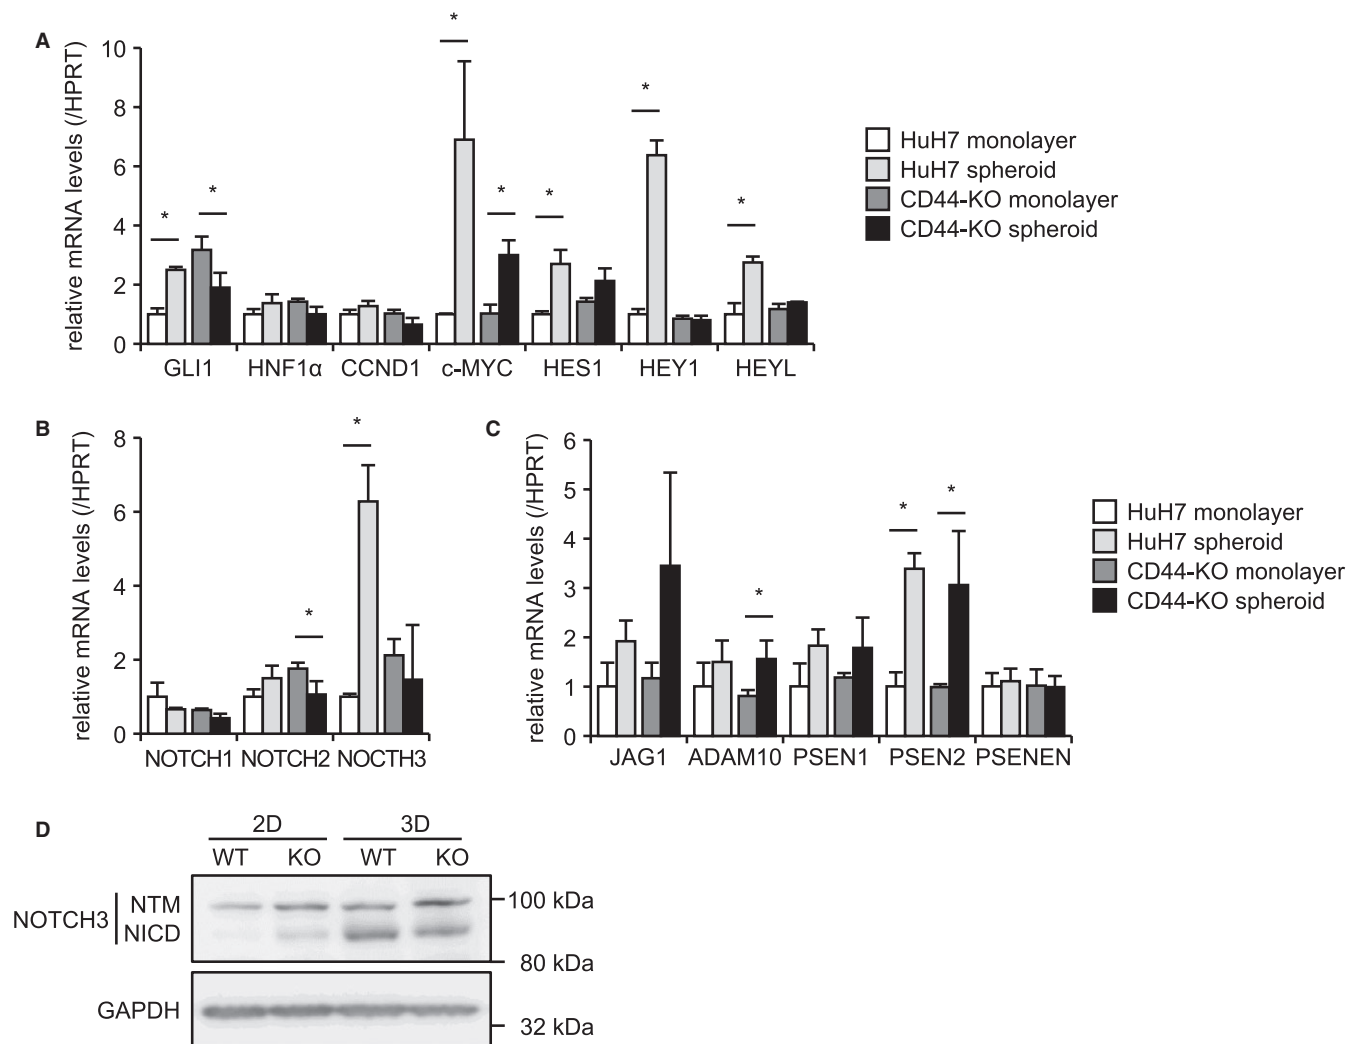 A
relative mRNA levels (/HPRT)
10
8
6
4
2
0
*
*
*
*
*
*
*
GLI1 HNF1α CCND1 c-MYC HES1 HEY1 HEYL
HuH7 monolayer
HuH7 spheroid
CD44-KO monolayer
CD44-KO spheroid
B
relative mRNA levels (/HPRT)
8
6
4
2
0
*
*
NOTCH1 NOTCH2 NOCTH3
C
relative mRNA levels (/HPRT)
6
5
4
3
2
1
0
*
*
*
JAG1 ADAM10 PSEN1 PSEN2 PSENEN
HuH7 monolayer
HuH7 spheroid
CD44-KO monolayer
CD44-KO spheroid
D
2D 3D
WT KO WT KO
NOTCH3
NTM
NICD
100 kDa
80 kDa
GAPDH
32 kDa